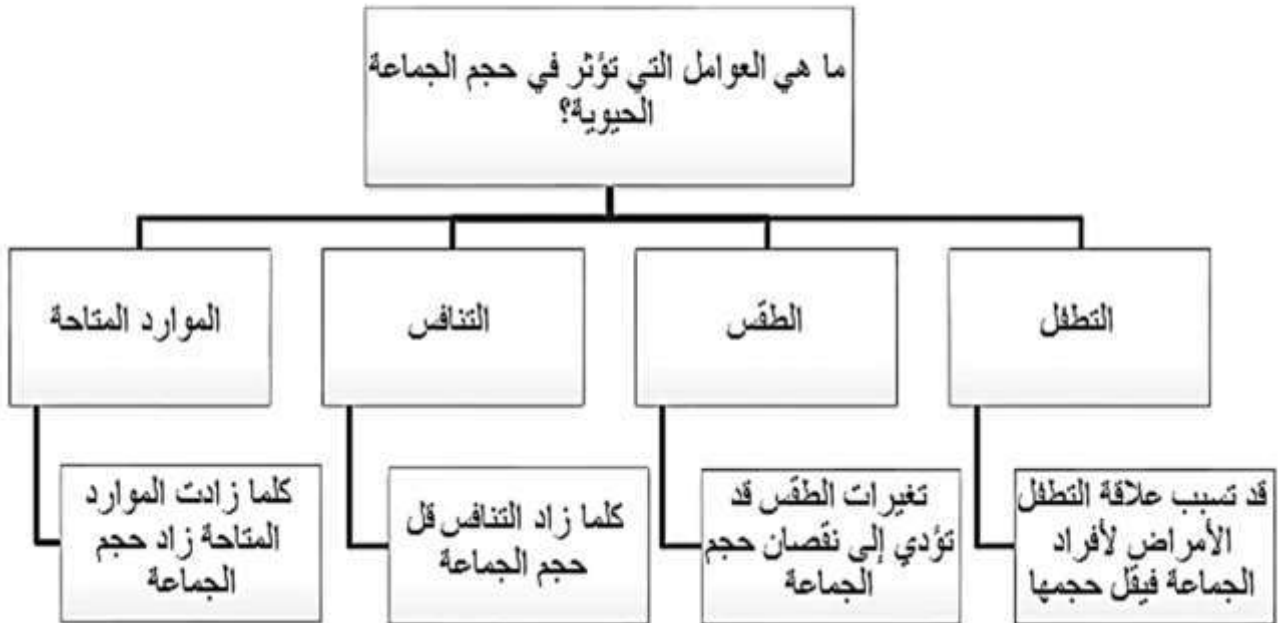 ما هي العوامل التي تؤثر في حجم الجماعة
الحيوية؟
التطفل
الطقس
التنافس
الموارد المتاحة
قد تسبب علاقة التطفل
الأمراض لأفراد
الجماعة فيقل حجمها
تغيرات الطقس قد
تؤدي إلى نقصان حجم
الجماعة
كلما زاد التنافس قل
حجم الجماعة
كلما زادت الموارد
المتاحة زاد حجم
الجماعة